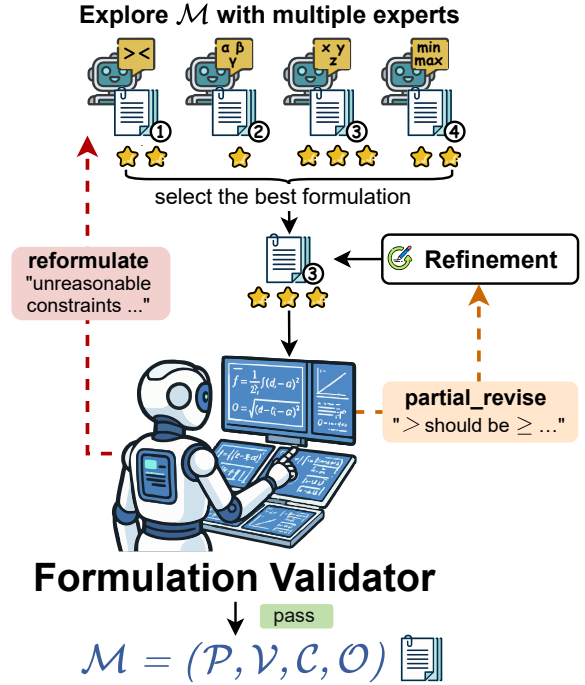 Explore ℳ with multiple experts
> <
α β
γ
x y
z
min
max
1
2
3
4
select the best formulation
3
Refinement
reformulate
"unreasonable
constraints ..."
partial_revise
"> should be ≥ ..."
Formulation Validator
pass
ℳ = (𝒫, 𝒱, 𝒞, 𝒪)